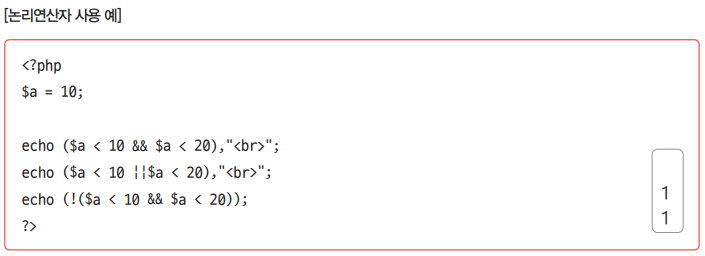 [논리연산자 사용 예]
<?php
$a = 10;
echo ($a < 10 && $a < 20),"<br>";
echo ($a < 10 ||$a < 20),"<br>";
echo (!($a < 10 && $a < 20));
?>
1
1